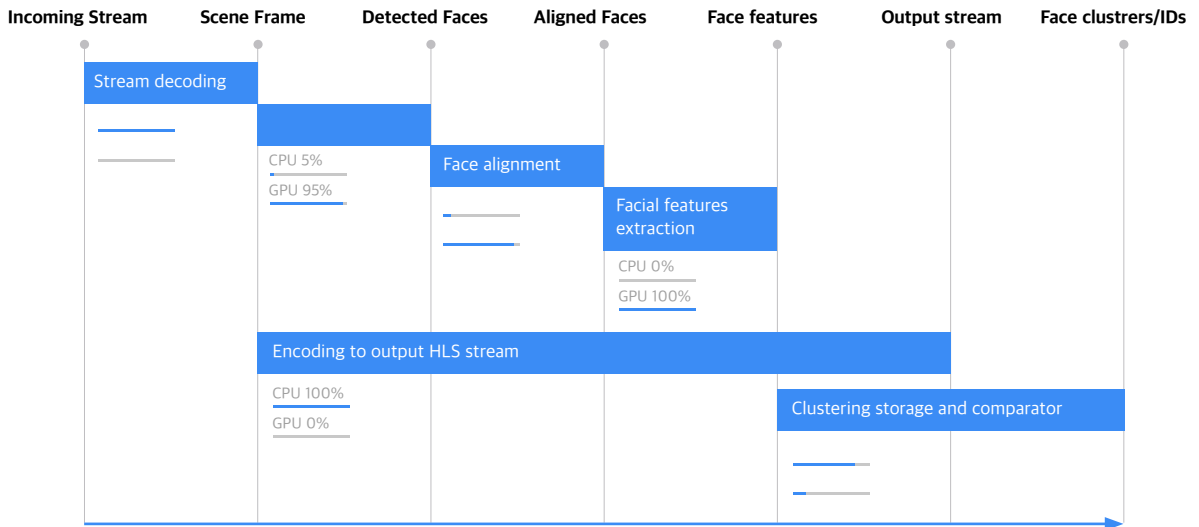 Incoming Stream
Scene Frame
Detected Faces
Aligned Faces
Face features
Output stream
Face clustrers/IDs
Stream decoding
CPU 5%
GPU 95%
Face alignment
Facial features
extraction
CPU 0%
GPU 100%
Encoding to output HLS stream
CPU 100%
GPU 0%
Clustering storage and comparator